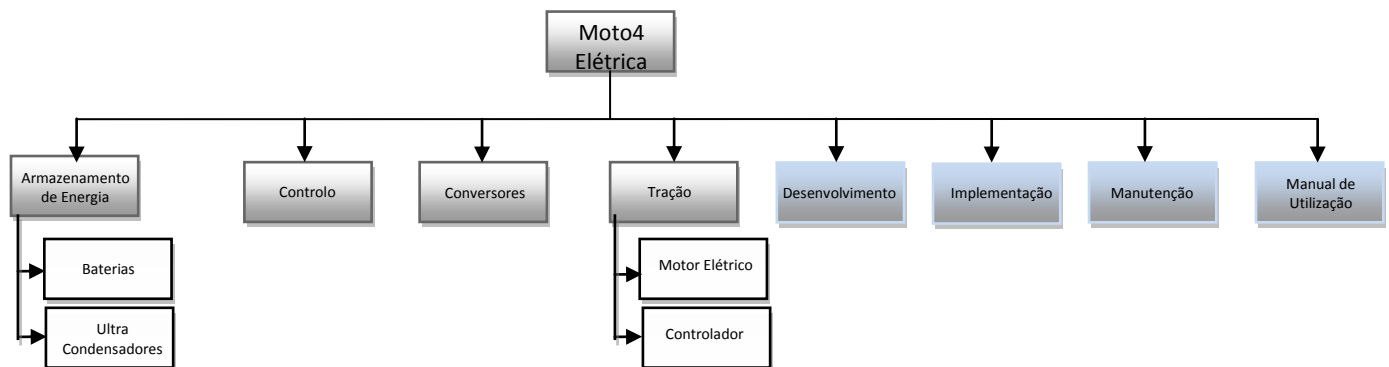 Moto4
Elétrica
Armazenamento
de Energia
Controlo
Conversores
Tração
Desenvolvimento
Implementação
Manutenção
Manual de
Utilização
Baterias
Ultra
Condensadores
Motor Elétrico
Controlador